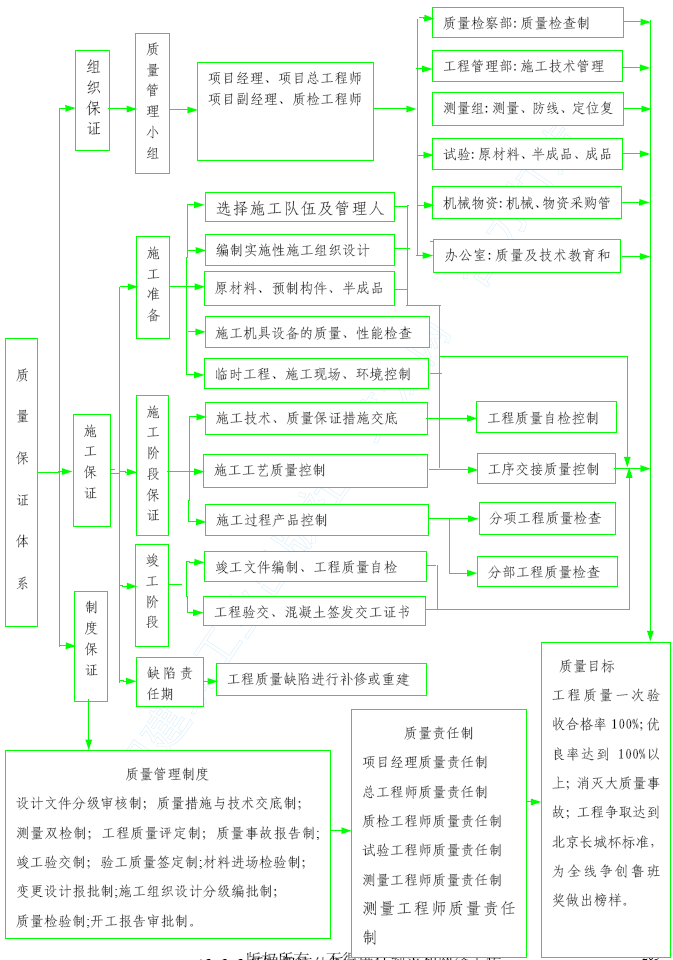 质量检察部:质量检查制
工程管理部:施工技术管理
测量组:测量、防线、定位复
试验:原材料、半成品、成品
机械物资:机械、物资采购管
办公室:质量及技术教育和
组织保证
质量管理小组
项目经理、项目总工程师
项目副经理、质检工程师
选择施工队伍及管理人
编制实施性施工组织设计
原材料、预制构件、半成品
施工机具设备的质量、性能检查
临时工程、施工现场、环境控制
施工准备
质量保证体系
施工保证
施工阶段保证
施工技术、质量保证措施交底
工程质量自检控制
施工工艺质量控制
工序交接质量控制
施工过程产品控制
分项工程质量检查
分部工程质量检查
竣工阶段
竣工文件编制、工程质量自检
工程验交、混凝土签发交工证书
制度保证
缺陷责
任期
工程质量缺陷进行补修或重建
质量管理制度
设计文件分级审核制; 质量措施与技术交底制;
测量双检制; 工程质量评定制; 质量事故报告制;
竣工验交制; 验工质量签定制;材料进场检验制;
变更设计报批制;施工组织设计分级编批制;
质量检验制;开工报告审批制。
质量责任制
项目经理质量责任制
总工程师质量责任制
质检工程师质量责任制
试验工程师质量责任制
测量工程师质量责任制
测量工程师质量责任
制
质量目标
工程质量一次验
收合格率 100%;优
良率达到 100%以
上; 消灭大质量事
故; 工程争取达到
北京长城杯标准,
为全线争创鲁班
奖做出榜样。